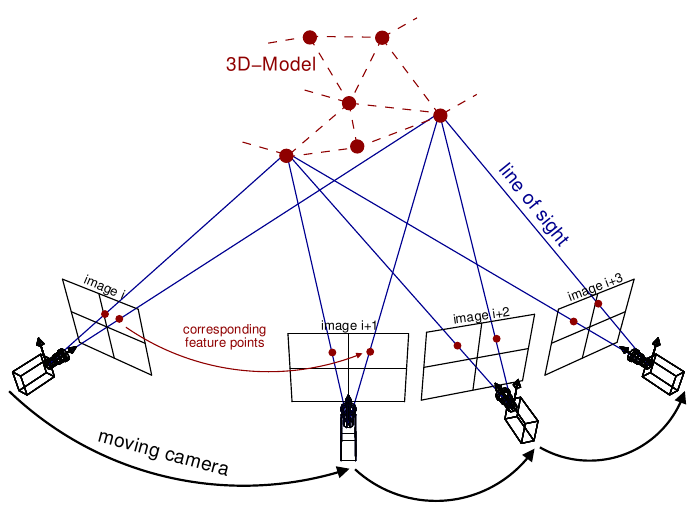 3D−Model
line of sight
image i
image i+3
image i+2
image i+1
corresponding
feature points
moving camera